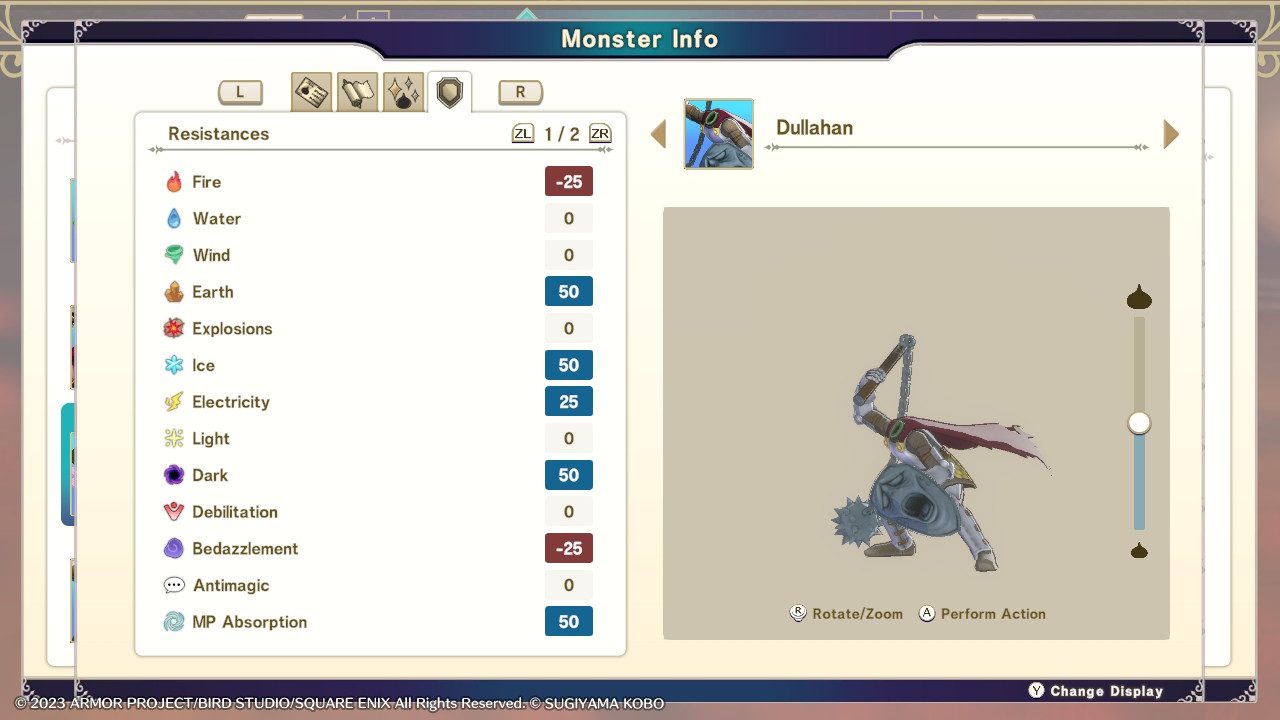 Monster Info
L
R
Resistances
ZL 1 / 2 ZR
Fire -25
Water 0
Wind 0
Earth 50
Explosions 0
Ice 50
Electricity 25
Light 0
Dark 50
Debilitation 0
Bedazzlement -25
Antimagic 0
MP Absorption 50
Dullahan
R Rotate/Zoom A Perform Action
Y Change Display
© 2023 ARMOR PROJECT/BIRD STUDIO/SQUARE ENIX All Rights Reserved. © SUGIYAMA KOBO